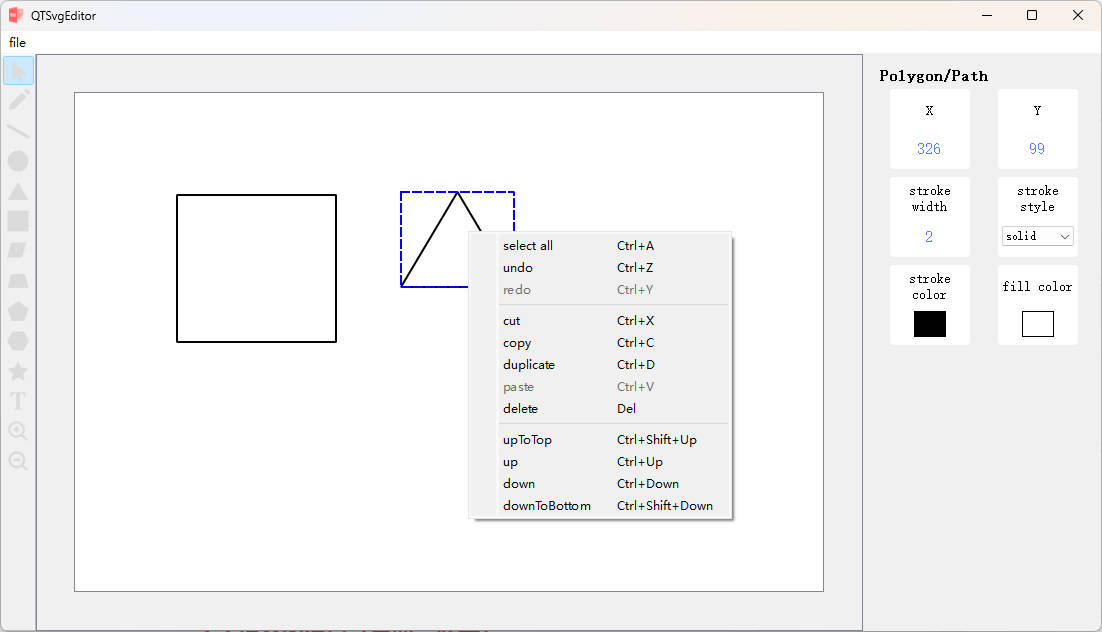 QTSvgEditor
file
T
Polygon/Path
X
Y
326
99
stroke
width
stroke
style
2
solid
stroke
color
fill color
select all Ctrl+A
undo Ctrl+Z
redo Ctrl+Y
cut Ctrl+X
copy Ctrl+C
duplicate Ctrl+D
paste Ctrl+V
delete Del
upToTop Ctrl+Shift+Up
up Ctrl+Up
down Ctrl+Down
downToBottom Ctrl+Shift+Down